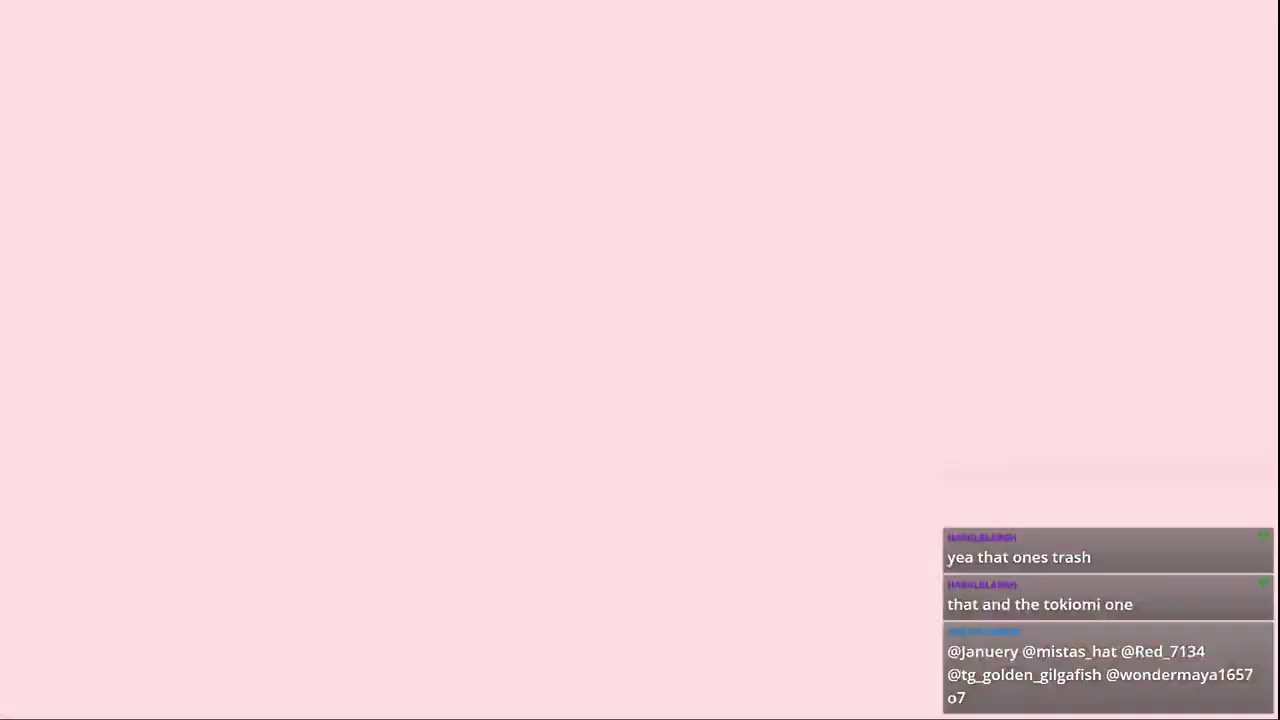 yea that ones trash
that and the tokiomi one
@Januery @mistas_hat @Red_7134
@tg_golden_gilgafish @wondermaya1657
o7